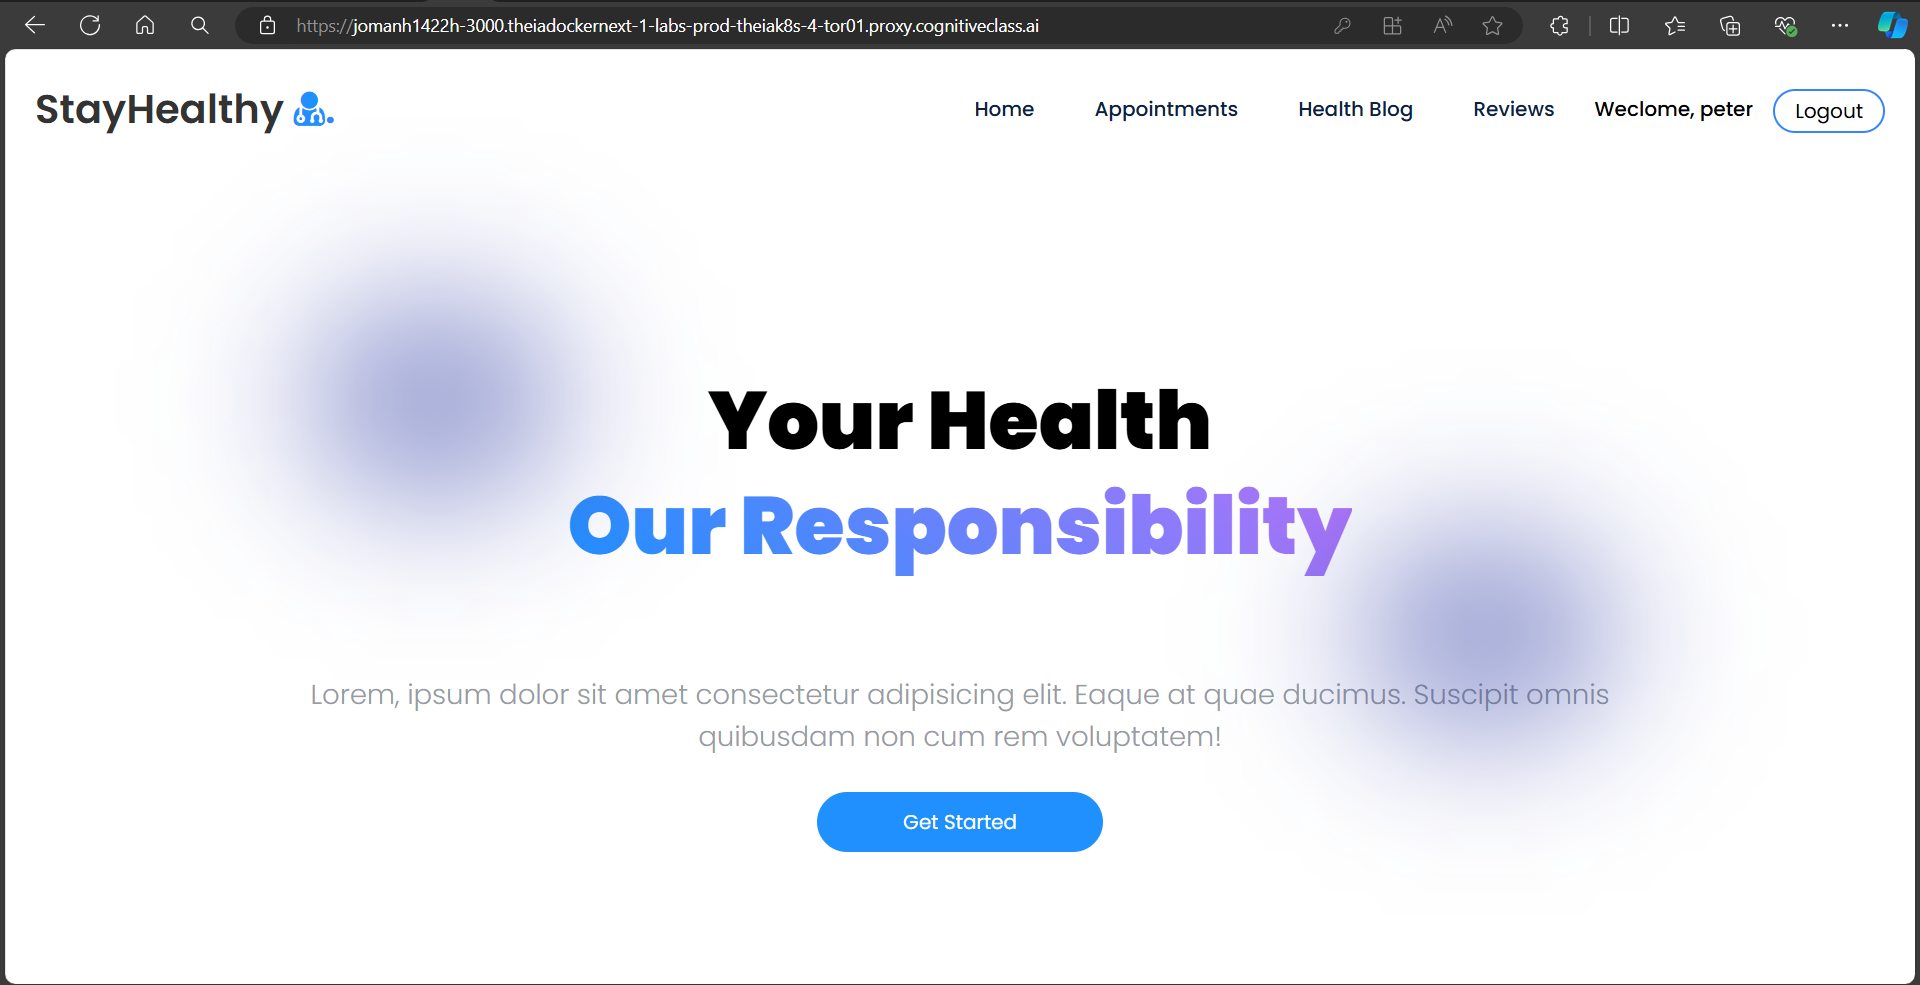 https://jomanh1422h-3000.theiadockernext-1-labs-prod-theiak8s-4-tor01.proxy.cognitiveclass.ai
StayHealthy
Home Appointments Health Blog Reviews Weclome, peter Logout
Your Health
Our Responsibility
Lorem, ipsum dolor sit amet consectetur adipisicing elit. Eaque at quae ducimus. Suscipit omnis
quibusdam non cum rem voluptatem!
Get Started